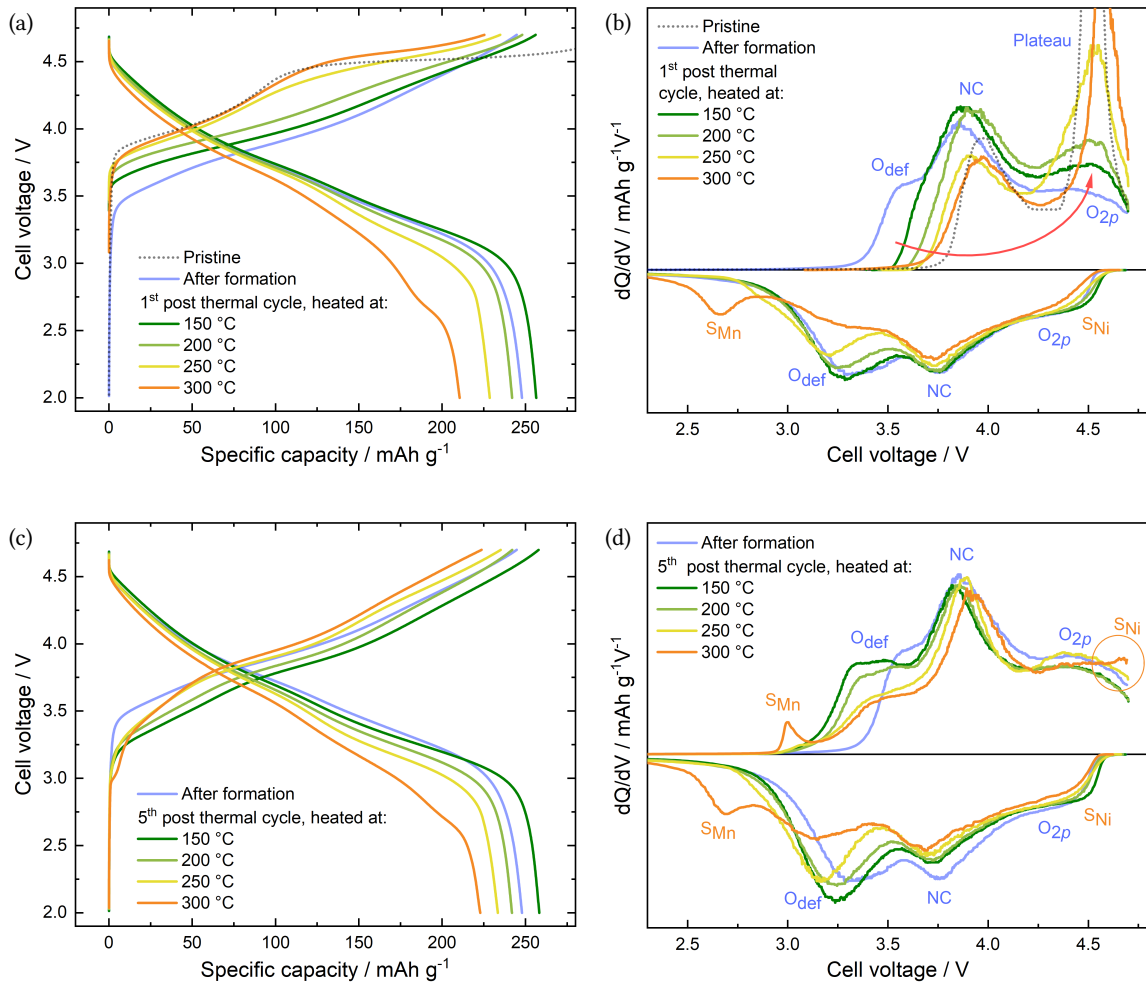 (a)
Cell voltage / V
4.5
4.0
3.5
3.0
2.5
2.0
Pristine
After formation
1st post thermal cycle, heated at:
150 °C
200 °C
250 °C
300 °C
0 50 100 150 200 250
Specific capacity / mAh g-1
(b)
dQ/dV / mAh g-1V-1
Pristine
After formation
1st post thermal
cycle, heated at:
150 °C
200 °C
250 °C
300 °C
Plateau
NC
Odef
O2p
SMn
SNi
O2p
Odef
NC
2.5 3.0 3.5 4.0 4.5
Cell voltage / V
(c)
Cell voltage / V
4.5
4.0
3.5
3.0
2.5
2.0
After formation
5th post thermal cycle, heated at:
150 °C
200 °C
250 °C
300 °C
0 50 100 150 200 250
Specific capacity / mAh g-1
(d)
dQ/dV / mAh g-1V-1
After formation
5th post thermal cycle, heated at:
150 °C
200 °C
250 °C
300 °C
NC
Odef
O2p
SNi
SMn
SMn
SNi
O2p
Odef
NC
2.5 3.0 3.5 4.0 4.5
Cell voltage / V